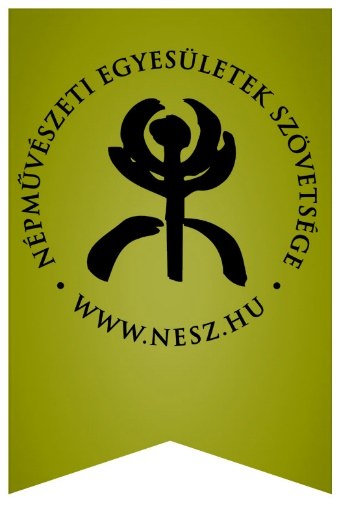 NÉPMŰVÉSZETI EGYESÜLETEK SZÖVETSÉGE
• WWW.NESZ.HU •